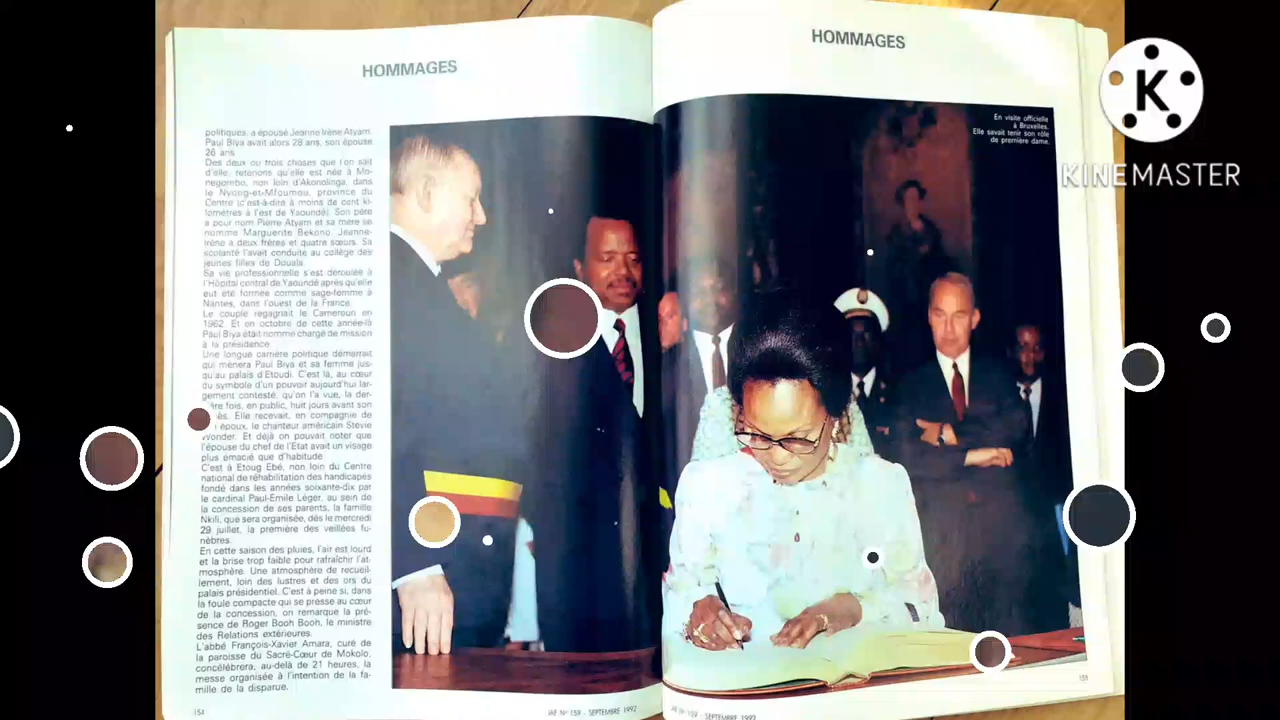 HOMMAGES
politiques, a épousé Jeanne Irène Atyam.
Paul Biya avait alors 28 ans, son épouse
26 ans.
Des deux ou trois choses que l'on sait
d'elle, retenons qu'elle est née à Mo-
negombo, non loin d'Akonolinga, dans
le Nyong-et-Mfoumou, province du
Centre (c'est-à-dire à moins de cent ki-
lomètres à l'est de Yaoundé). Son père
a pour nom Pierre Atyam et sa mère se
nomme Marguerite Bekono. Jeanne-
Irène a deux frères et quatre sœurs. Sa
scolarité l'avait conduite au collège des
jeunes filles de Douala.
Sa vie professionnelle s'est déroulée à
l'Hôpital central de Yaoundé après qu'elle
eut été formée comme sage-femme à
Nantes, dans l'ouest de la France.
Le couple regagnait le Cameroun en
1962. Et en octobre de cette année-là
Paul Biya était nommé chargé de mission
à la présidence.
Une longue carrière politique démarrait
qui mènera Paul Biya et sa femme jus-
qu'au palais d'Etoudi. C'est là, au cœur
du symbole d'un pouvoir aujourd'hui lar-
gement contesté, qu'on l'a vue, la der-
ère fois, en public, huit jours avant son
ès. Elle recevait, en compagnie de
époux, le chanteur américain Stevie
Wonder. Et déjà on pouvait noter que
l'épouse du chef de l'Etat avait un visage
plus émacié que d'habitude.
C'est à Etoug Ebé, non loin du Centre
national de réhabilitation des handicapés
fondé dans les années soixante-dix par
le cardinal Paul-Emile Léger, au sein de
la concession de ses parents, la famille
Nkili, que sera organisée, dès le mercredi
29 juillet, la première des veillées fu-
nèbres.
En cette saison des pluies, l'air est lourd
et la brise trop faible pour rafraîchir l'at-
mosphère. Une atmosphère de recueil-
lement, loin des lustres et des ors du
palais présidentiel. C'est à peine si, dans
la foule compacte qui se presse au cœur
de la concession, on remarque la pré-
sence de Roger Booh Booh, le ministre
des Relations extérieures.
L'abbé François-Xavier Amara, curé de
la paroisse du Sacré-Cœur de Mokolo,
concélébrera, au-delà de 21 heures, la
messe organisée à l'intention de la fa-
mille de la disparue.
154
JAE N° 159 - SEPTEMBRE 1992
HOMMAGES
En visite officielle
à Bruxelles.
Elle savait tenir son rôle
de première dame.
JAE N° 159 - SEPTEMBRE 1992
155
K
KINEMASTER